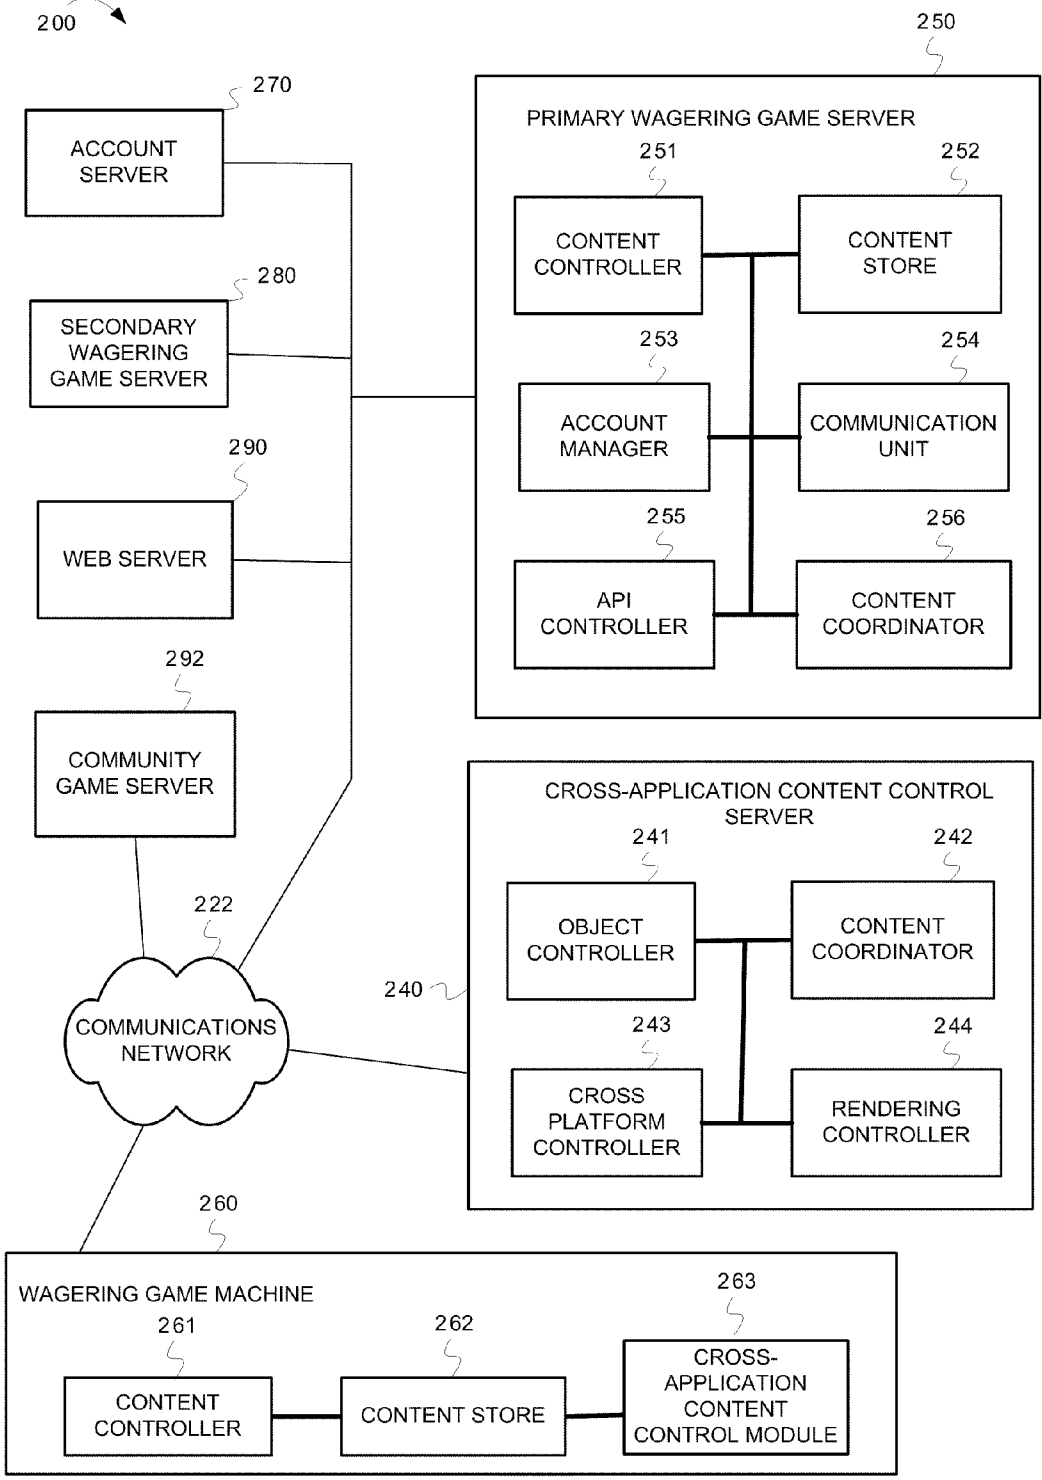 200
250
270
ACCOUNT
SERVER
280
SECONDARY
WAGERING
GAME SERVER
290
WEB SERVER
292
COMMUNITY
GAME SERVER
222
COMMUNICATIONS
NETWORK
PRIMARY WAGERING GAME SERVER
251
CONTENT
CONTROLLER
252
CONTENT
STORE
253
ACCOUNT
MANAGER
254
COMMUNICATION
UNIT
255
API
CONTROLLER
256
CONTENT
COORDINATOR
240
CROSS-APPLICATION CONTENT CONTROL
SERVER
241
OBJECT
CONTROLLER
242
CONTENT
COORDINATOR
243
CROSS
PLATFORM
CONTROLLER
244
RENDERING
CONTROLLER
260
WAGERING GAME MACHINE
261
CONTENT
CONTROLLER
262
CONTENT STORE
263
CROSS-
APPLICATION
CONTENT
CONTROL MODULE